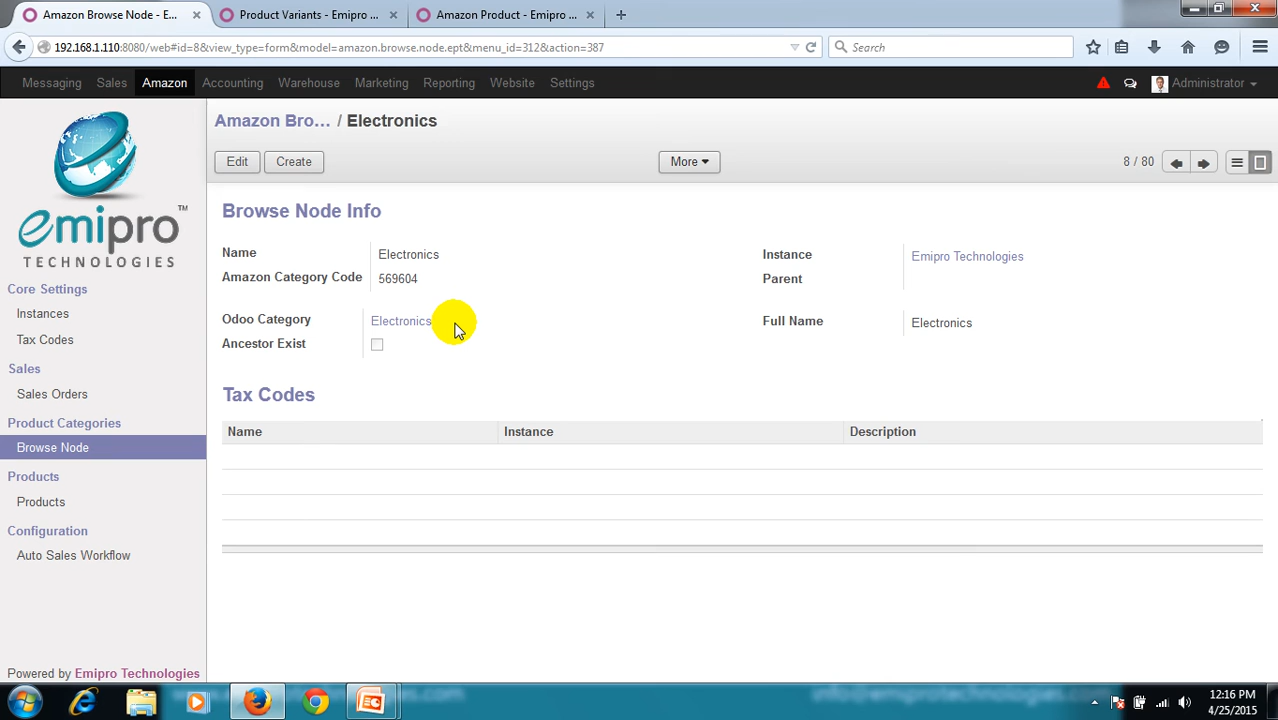 Amazon Browse Node - E...
Product Variants - Emipro ...
Amazon Product - Emipro ...
192.168.1.110:8080/web#id=8&view_type=form&model=amazon.browse.node.ept&menu_id=312&action=387
Search
Messaging Sales Amazon Accounting Warehouse Marketing Reporting Website Settings
Administrator
emipro™
TECHNOLOGIES
Core Settings
Instances
Tax Codes
Sales
Sales Orders
Product Categories
Browse Node
Products
Products
Configuration
Auto Sales Workflow
Powered by Emipro Technologies
Amazon Bro... / Electronics
Edit Create More 8 / 80
Browse Node Info
Name Electronics
Amazon Category Code 569604
Instance Emipro Technologies
Parent
Odoo Category Electronics
Ancestor Exist
Full Name Electronics
Tax Codes
Name Instance Description
info@emiprotechnologies.com
12:16 PM
4/25/2015